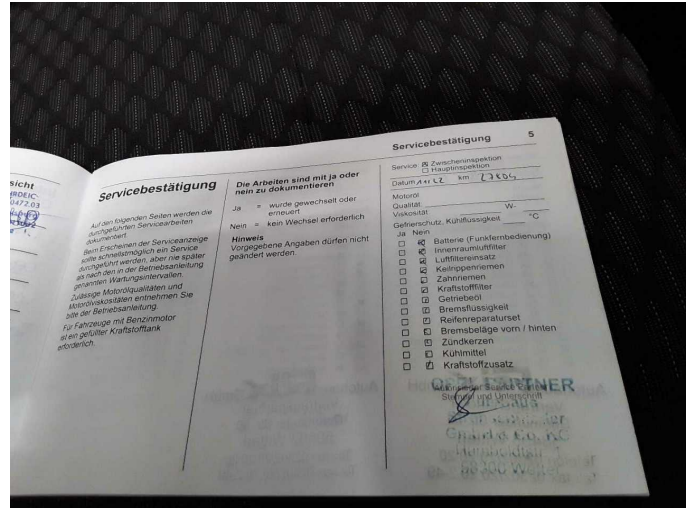 sicht
Servicebestätigung
Auf den folgenden Seiten werden die
durchgeführten Servicearbeiten
dokumentiert.
Beim Erscheinen der Serviceanzeige
sollte schnellstmöglich ein Service
durchgeführt werden, aber nie später
als nach den in der Betriebsanleitung
genannten Wartungsintervallen.
Zulässige Motorölqualitäten und
Motorölviskositäten entnehmen Sie
bitte der Betriebsanleitung.
Für Fahrzeuge mit Benzinmotor
ist ein gefüllter Kraftstofftank
erforderlich.
Die Arbeiten sind mit ja oder
nein zu dokumentieren
Ja = wurde gewechselt oder
erneuert
Nein = kein Wechsel erforderlich
Hinweis
Vorgegebene Angaben dürfen nicht
geändert werden.
Servicebestätigung 5
Service: Zwischeninspektion
Hauptinspektion
Datum km
Motoröl
Qualität
Viskosität W-
Gefrierschutz, Kühlflüssigkeit °C
Ja Nein
Batterie (Funkfernbedienung)
Innenraumluftfilter
Luftfiltereinsatz
Keilrippenriemen
Zahnriemen
Kraftstofffilter
Getriebeöl
Bremsflüssigkeit
Reifenreparaturset
Bremsbeläge vorn / hinten
Zündkerzen
Kühlmittel
Kraftstoffzusatz
OPEL PARTNER
Stempel und Unterschrift